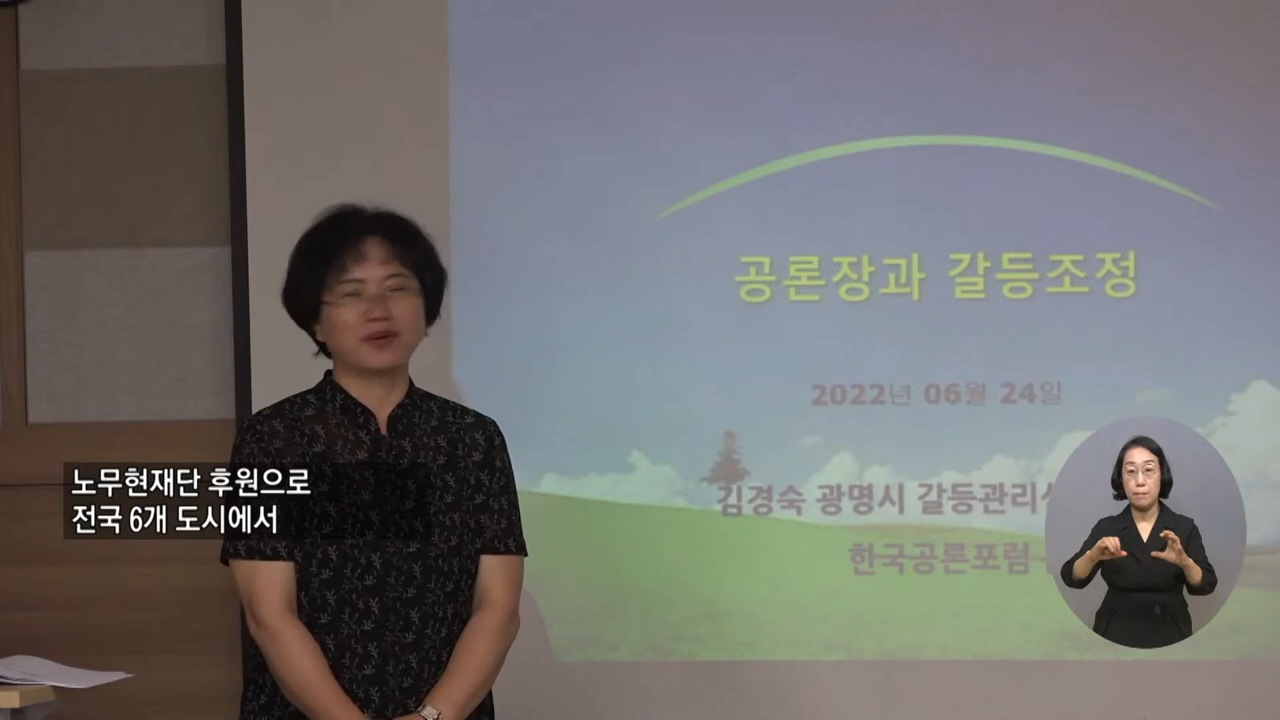 공론장과 갈등조정
2022년 06월 24일
김경숙 광명시 갈등관리
한국공론포럼
노무현재단 후원으로
전국 6개 도시에서